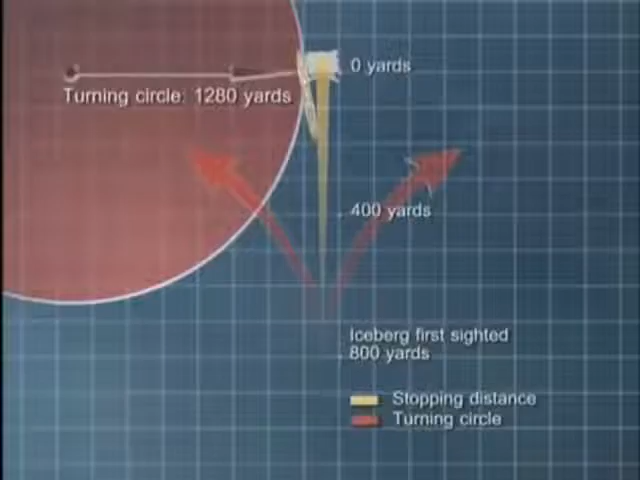 0 yards
Turning circle: 1280 yards
400 yards
Iceberg first sighted
800 yards
Stopping distance
Turning circle